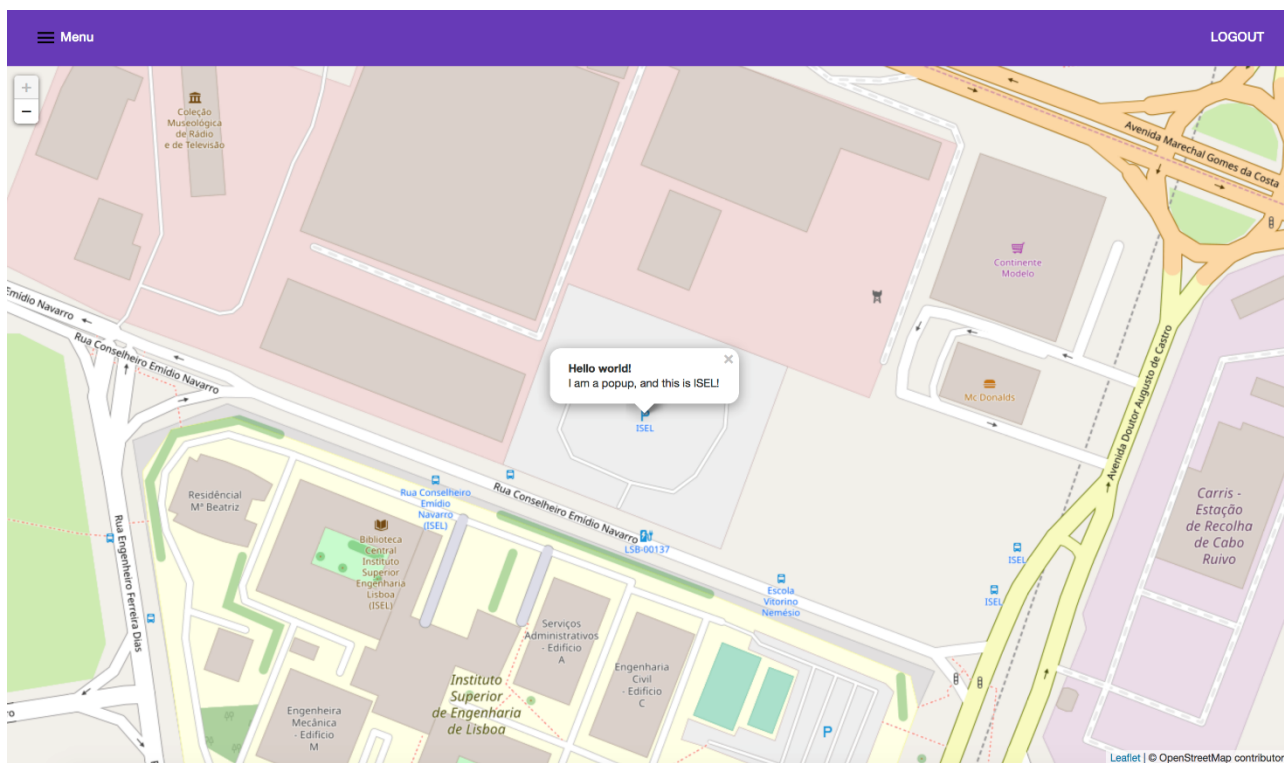 Menu
LOGOUT
+
−
Coleção
Museológica
de Rádio
e de Televisão
Avenida Marechal Gomes da Costa
Continente
Modelo
Emídio Navarro
Rua Conselheiro Emídio Navarro
Hello world!
I am a popup, and this is ISEL!
×
P
ISEL
Mc Donalds
Avenida Doutor Augusto de Castro
Residêncial
Mª Beatriz
Rua Conselheiro
Emídio
Navarro
(ISEL)
Rua Conselheiro Emídio Navarro
LSB-00137
Carris -
Estação
de Recolha
de Cabo
Ruivo
Rua Engenheiro Ferreira Dias
Biblioteca
Central
Instituto
Superior
Engenharia
Lisboa
(ISEL)
ISEL
ISEL
Escola
Vitorino
Nemésio
Serviços
Administrativos
- Edifício
A
Engenharia
Civil
- Edifício
C
Instituto
Superior
de Engenharia
de Lisboa
Engenheira
Mecânica
- Edifício
M
P
Leaflet | © OpenStreetMap contributor